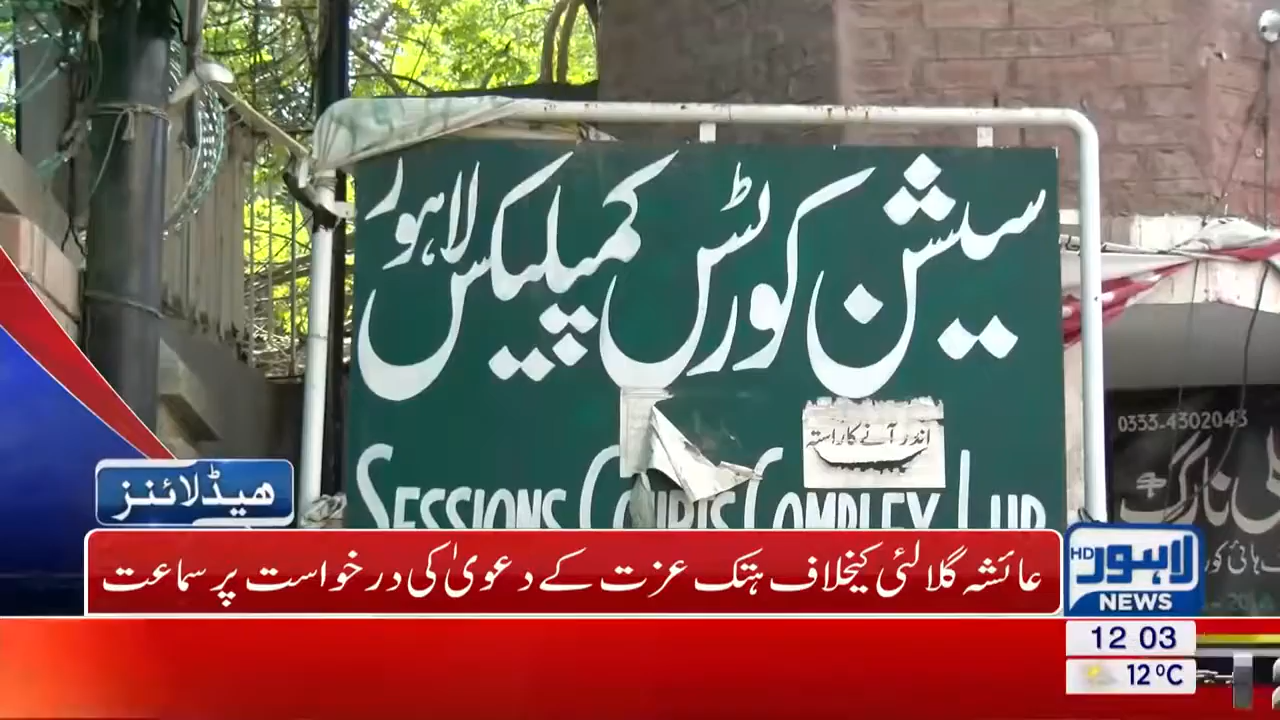 سیشن کورٹس کمپلیکس لاہور
اندر آنے کا راستہ
SESSIONS COURTS COMPLEX LHR
0333-4302043
ھیڈلائنز
عائشہ گلالئی کیخلاف ہتک عزت کے دعویٰ کی درخواست پر سماعت
HD
لاہور
NEWS
12 03
12°C